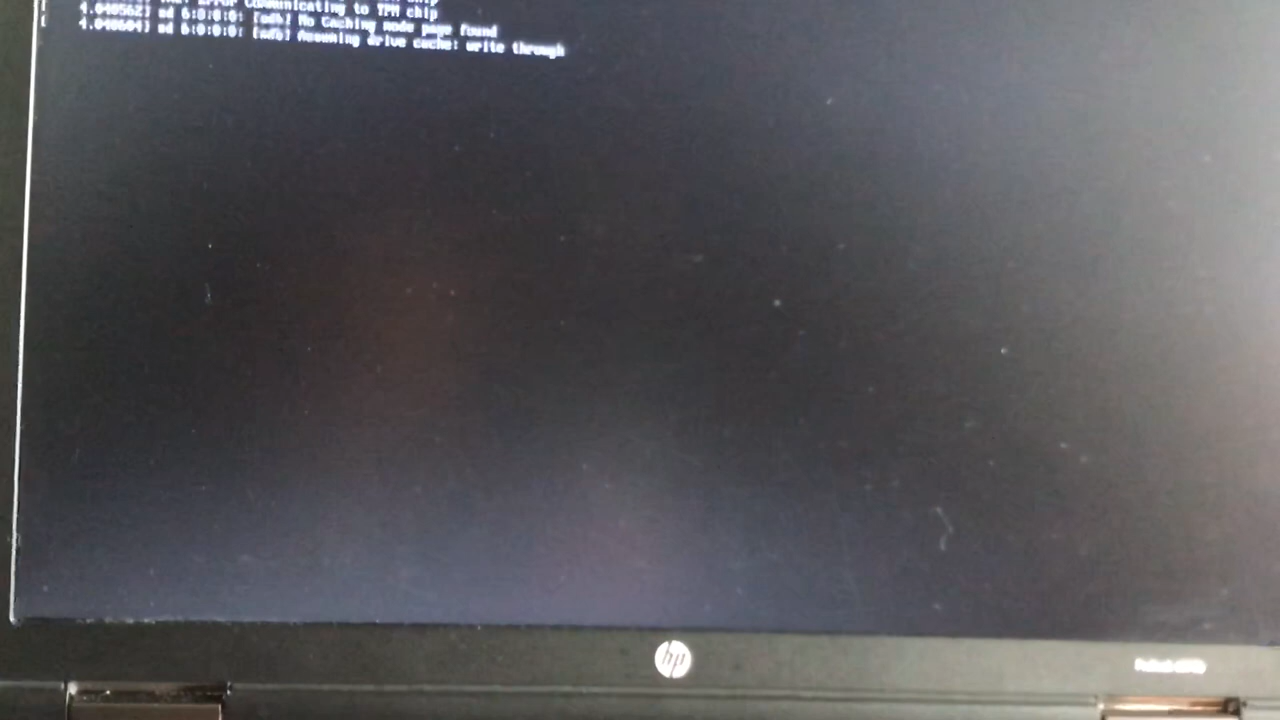 chip
Communicating to TPM chip
[ 4.040562] sd 6:0:0:0: [sdb] No Caching mode page found
[ 4.040604] sd 6:0:0:0: [sdb] Assuming drive cache: write through
hp